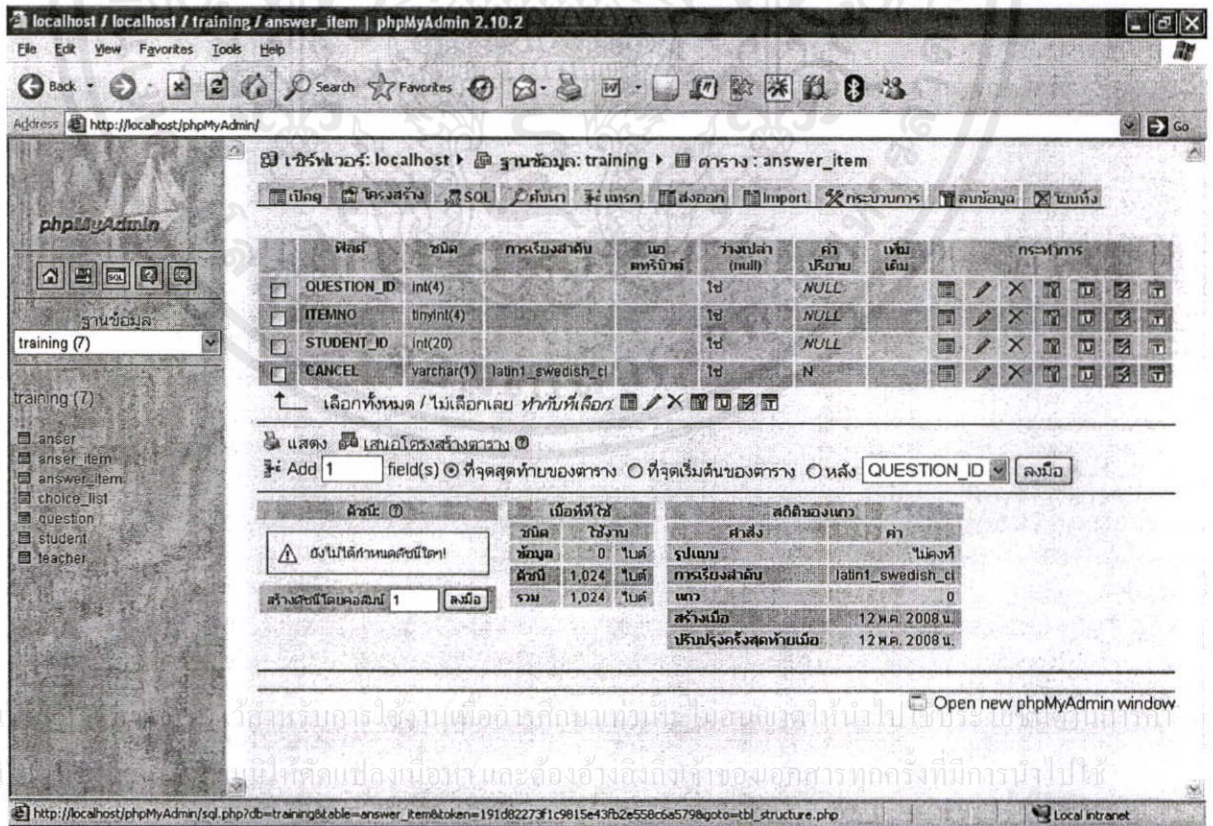 localhost / localhost / training / answer_item | phpMyAdmin 2.10.2
File Edit View Favorites Tools Help
Back Search Favorites
Address http://localhost/phpMyAdmin/ Go
phpMyAdmin
ฐานข้อมูล:
training (7)
training (7)
anser
anser_item
answer_item
choice_list
question
student
teacher
เซิร์ฟเวอร์: localhost ▸ ฐานข้อมูล: training ▸ ตาราง : answer_item
เปิดดู โครงสร้าง SQL ค้นหา แทรก ส่งออก Import กระบวนการ ลบข้อมูล โยนทิ้ง
ฟิลด์ ชนิด การเรียงลำดับ แอตทริบิวต์ ว่างเปล่า (null) ค่าปริยาย เพิ่มเติม กระทำการ
QUESTION_ID int(4) ใช่ NULL
ITEMNO tinyint(4) ใช่ NULL
STUDENT_ID int(20) ใช่ NULL
CANCEL varchar(1) latin1_swedish_ci ใช่ N
เลือกทั้งหมด / ไม่เลือกเลย ทำกับที่เลือก:
แสดง เสนอโครงสร้างตาราง
Add 1 field(s) ที่จุดสุดท้ายของตาราง ที่จุดเริ่มต้นของตาราง หลัง QUESTION_ID ลงมือ
ดัชนี:
ยังไม่ได้กำหนดดัชนีใดๆ!
สร้างดัชนีโดยคอลัมน์ 1 ลงมือ
เนื้อที่ที่ใช้
ชนิด ใช้งาน
ข้อมูล 0 ไบต์
ดัชนี 1,024 ไบต์
รวม 1,024 ไบต์
สถิติของแถว
คำสั่ง ค่า
รูปแบบ ไม่คงที่
การเรียงลำดับ latin1_swedish_ci
แถว 0
สร้างเมื่อ 12 พ.ค. 2008 น.
ปรับปรุงครั้งสุดท้ายเมื่อ 12 พ.ค. 2008 น.
Open new phpMyAdmin window
http://localhost/phpMyAdmin/sql.php?db=training&table=answer_item&token=191d82273f1c9815e43fb2e558c6a579&goto=tbl_structure.php Local intranet